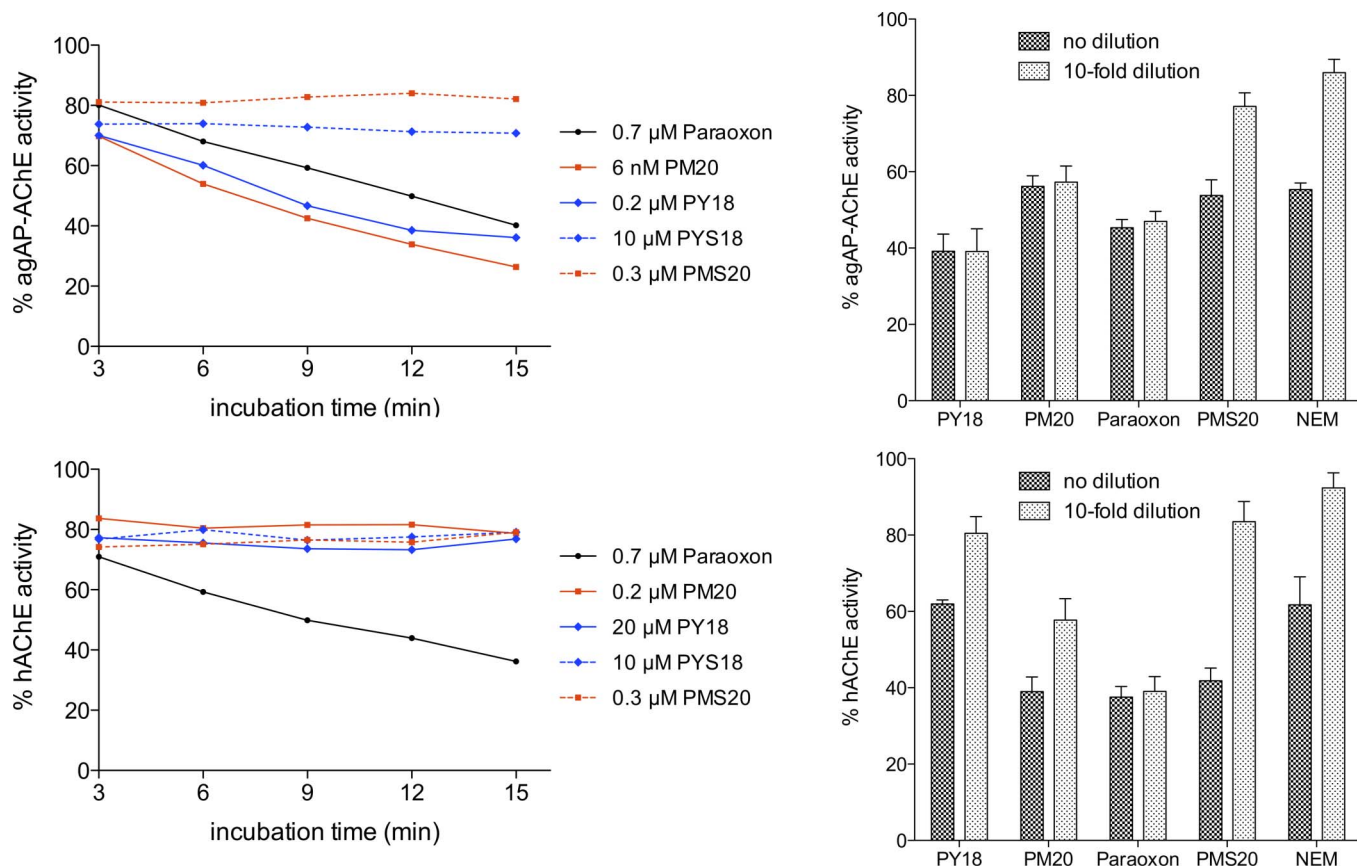 % agAP-AChE activity
100
80
60
40
20
0
3 6 9 12 15
incubation time (min)
0.7 µM Paraoxon
6 nM PM20
0.2 µM PY18
10 µM PYS18
0.3 µM PMS20
% agAP-AChE activity
100
80
60
40
20
0
no dilution
10-fold dilution
PY18 PM20 Paraoxon PMS20 NEM
% hAChE activity
100
80
60
40
20
0
3 6 9 12 15
incubation time (min)
0.7 µM Paraoxon
0.2 µM PM20
20 µM PY18
10 µM PYS18
0.3 µM PMS20
% hAChE activity
100
80
60
40
20
0
no dilution
10-fold dilution
PY18 PM20 Paraoxon PMS20 NEM